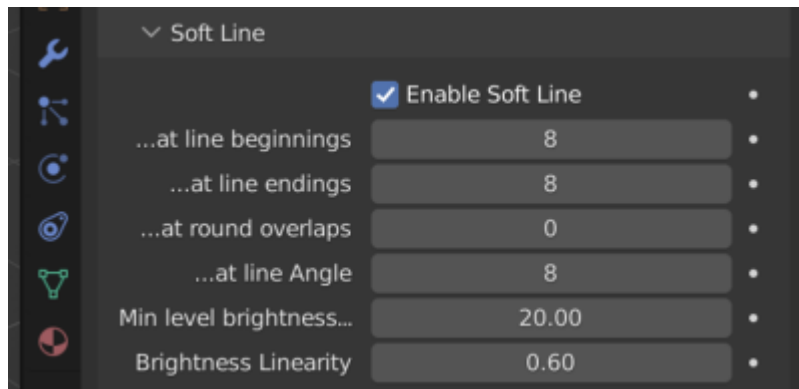 Soft Line
Enable Soft Line
...at line beginnings 8
...at line endings 8
...at round overlaps 0
...at line Angle 8
Min level brightness... 20.00
Brightness Linearity 0.60